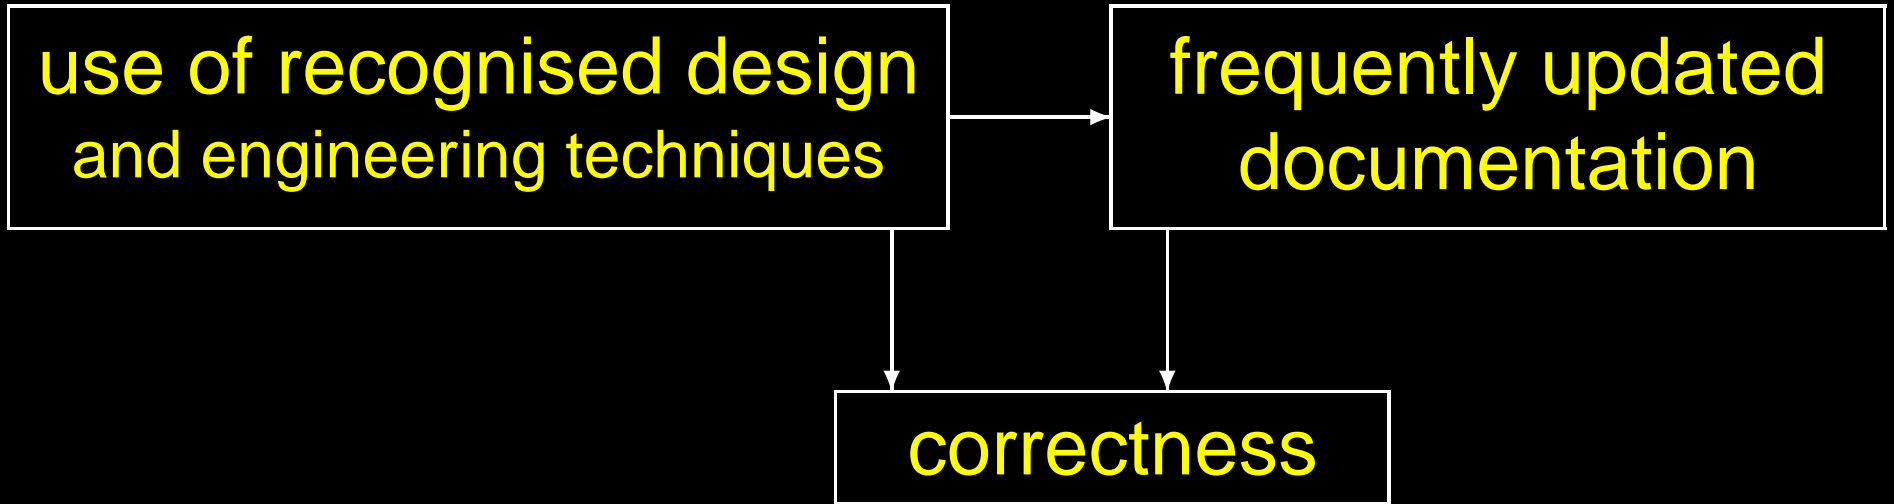 use of recognised design
and engineering techniques
frequently updated
documentation
correctness